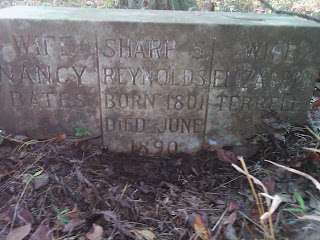 WIFE
NANCY
BATES
SHARP S
REYNOLDS
BORN 1801
DIED JUNE
1890
WIFE
ELIZABETH
TERRELL